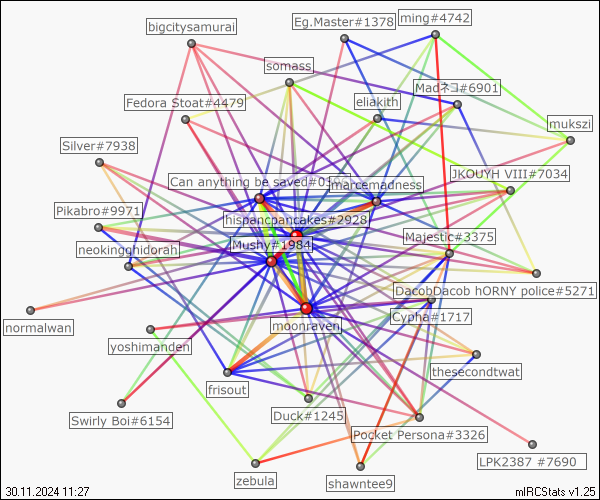 Eg.Master#1378
ming#4742
bigcitysamurai
somass
Madネコ#6901
eliakith
Fedora Stoat#4479
mukszi
Silver#7938
JKOUYH VIII#7034
Can anything be saved#0
marcemadness
Pikabro#9971
hispancpancakes#2928
Majestic#3375
neokingghidorah
Mushy#1984
DacobDacob hORNY police#5271
Cypha#1717
moonraven
normalwan
yoshimanden
thesecondtwat
frisout
Swirly Boi#6154
Duck#1245
Pocket Persona#3326
LPK2387 #7690
zebula
shawntee9
30.11.2024 11:27
mIRCStats v1.25